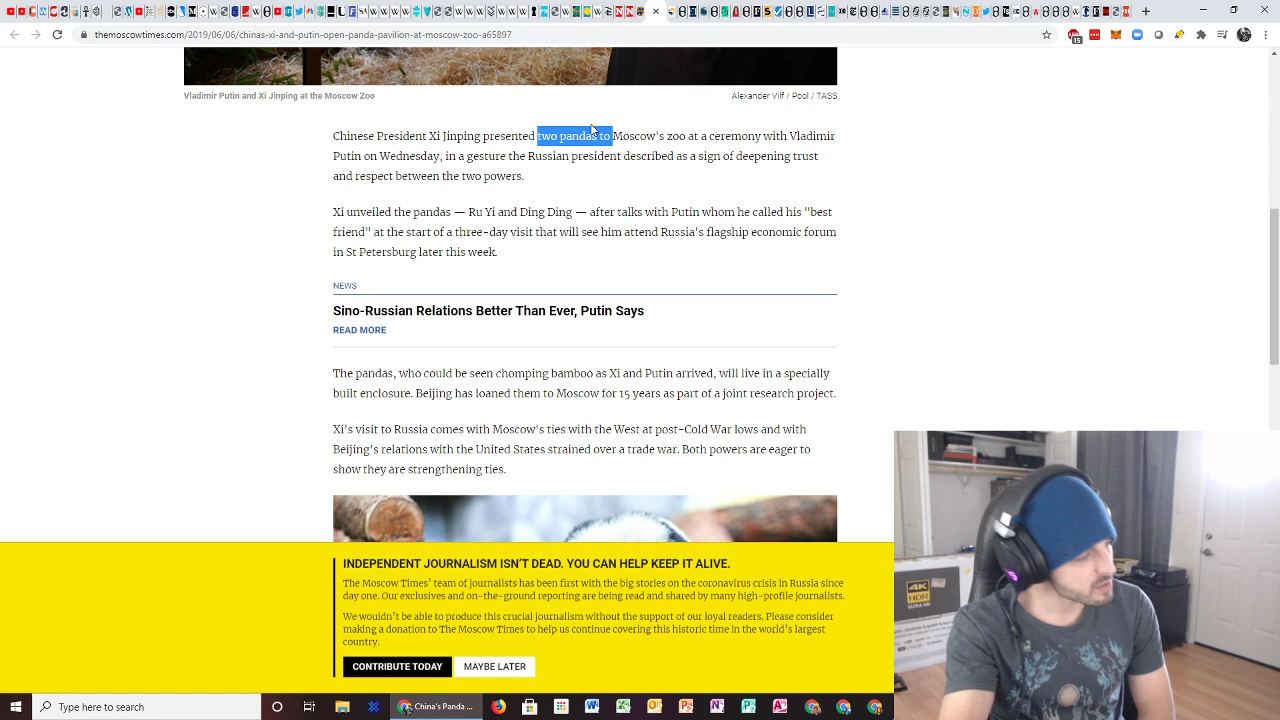 themoscowtimes.com/2019/06/06/chinas-xi-and-putin-open-panda-pavilion-at-moscow-zoo-a65897
15
Vladimir Putin and Xi Jinping at the Moscow Zoo
Alexander Vilf / Pool / TASS
Chinese President Xi Jinping presented two pandas to Moscow's zoo at a ceremony with Vladimir
Putin on Wednesday, in a gesture the Russian president described as a sign of deepening trust
and respect between the two powers.
Xi unveiled the pandas — Ru Yi and Ding Ding — after talks with Putin whom he called his "best
friend" at the start of a three-day visit that will see him attend Russia's flagship economic forum
in St Petersburg later this week.
NEWS
Sino-Russian Relations Better Than Ever, Putin Says
READ MORE
The pandas, who could be seen chomping bamboo as Xi and Putin arrived, will live in a specially
built enclosure. Beijing has loaned them to Moscow for 15 years as part of a joint research project.
Xi's visit to Russia comes with Moscow's ties with the West at post-Cold War lows and with
Beijing's relations with the United States strained over a trade war. Both powers are eager to
show they are strengthening ties.
INDEPENDENT JOURNALISM ISN'T DEAD. YOU CAN HELP KEEP IT ALIVE.
The Moscow Times' team of journalists has been first with the big stories on the coronavirus crisis in Russia since
day one. Our exclusives and on-the-ground reporting are being read and shared by many high-profile journalists.
We wouldn't be able to produce this crucial journalism without the support of our loyal readers. Please consider
making a donation to The Moscow Times to help us continue covering this historic time in the world's largest
country.
CONTRIBUTE TODAY
MAYBE LATER
4K
HDR
ULTRA HD
Type here to search
China's Panda ...